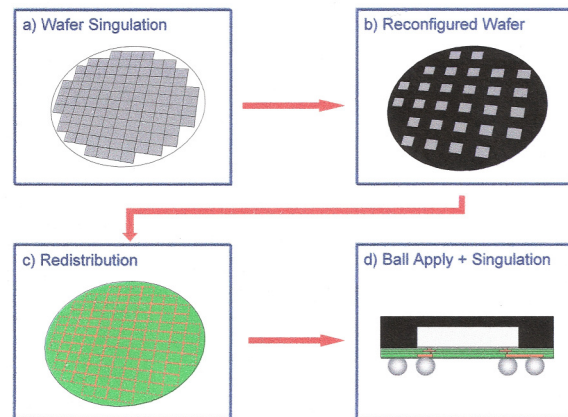 a) Wafer Singulation
b) Reconfigured Wafer
c) Redistribution
d) Ball Apply + Singulation